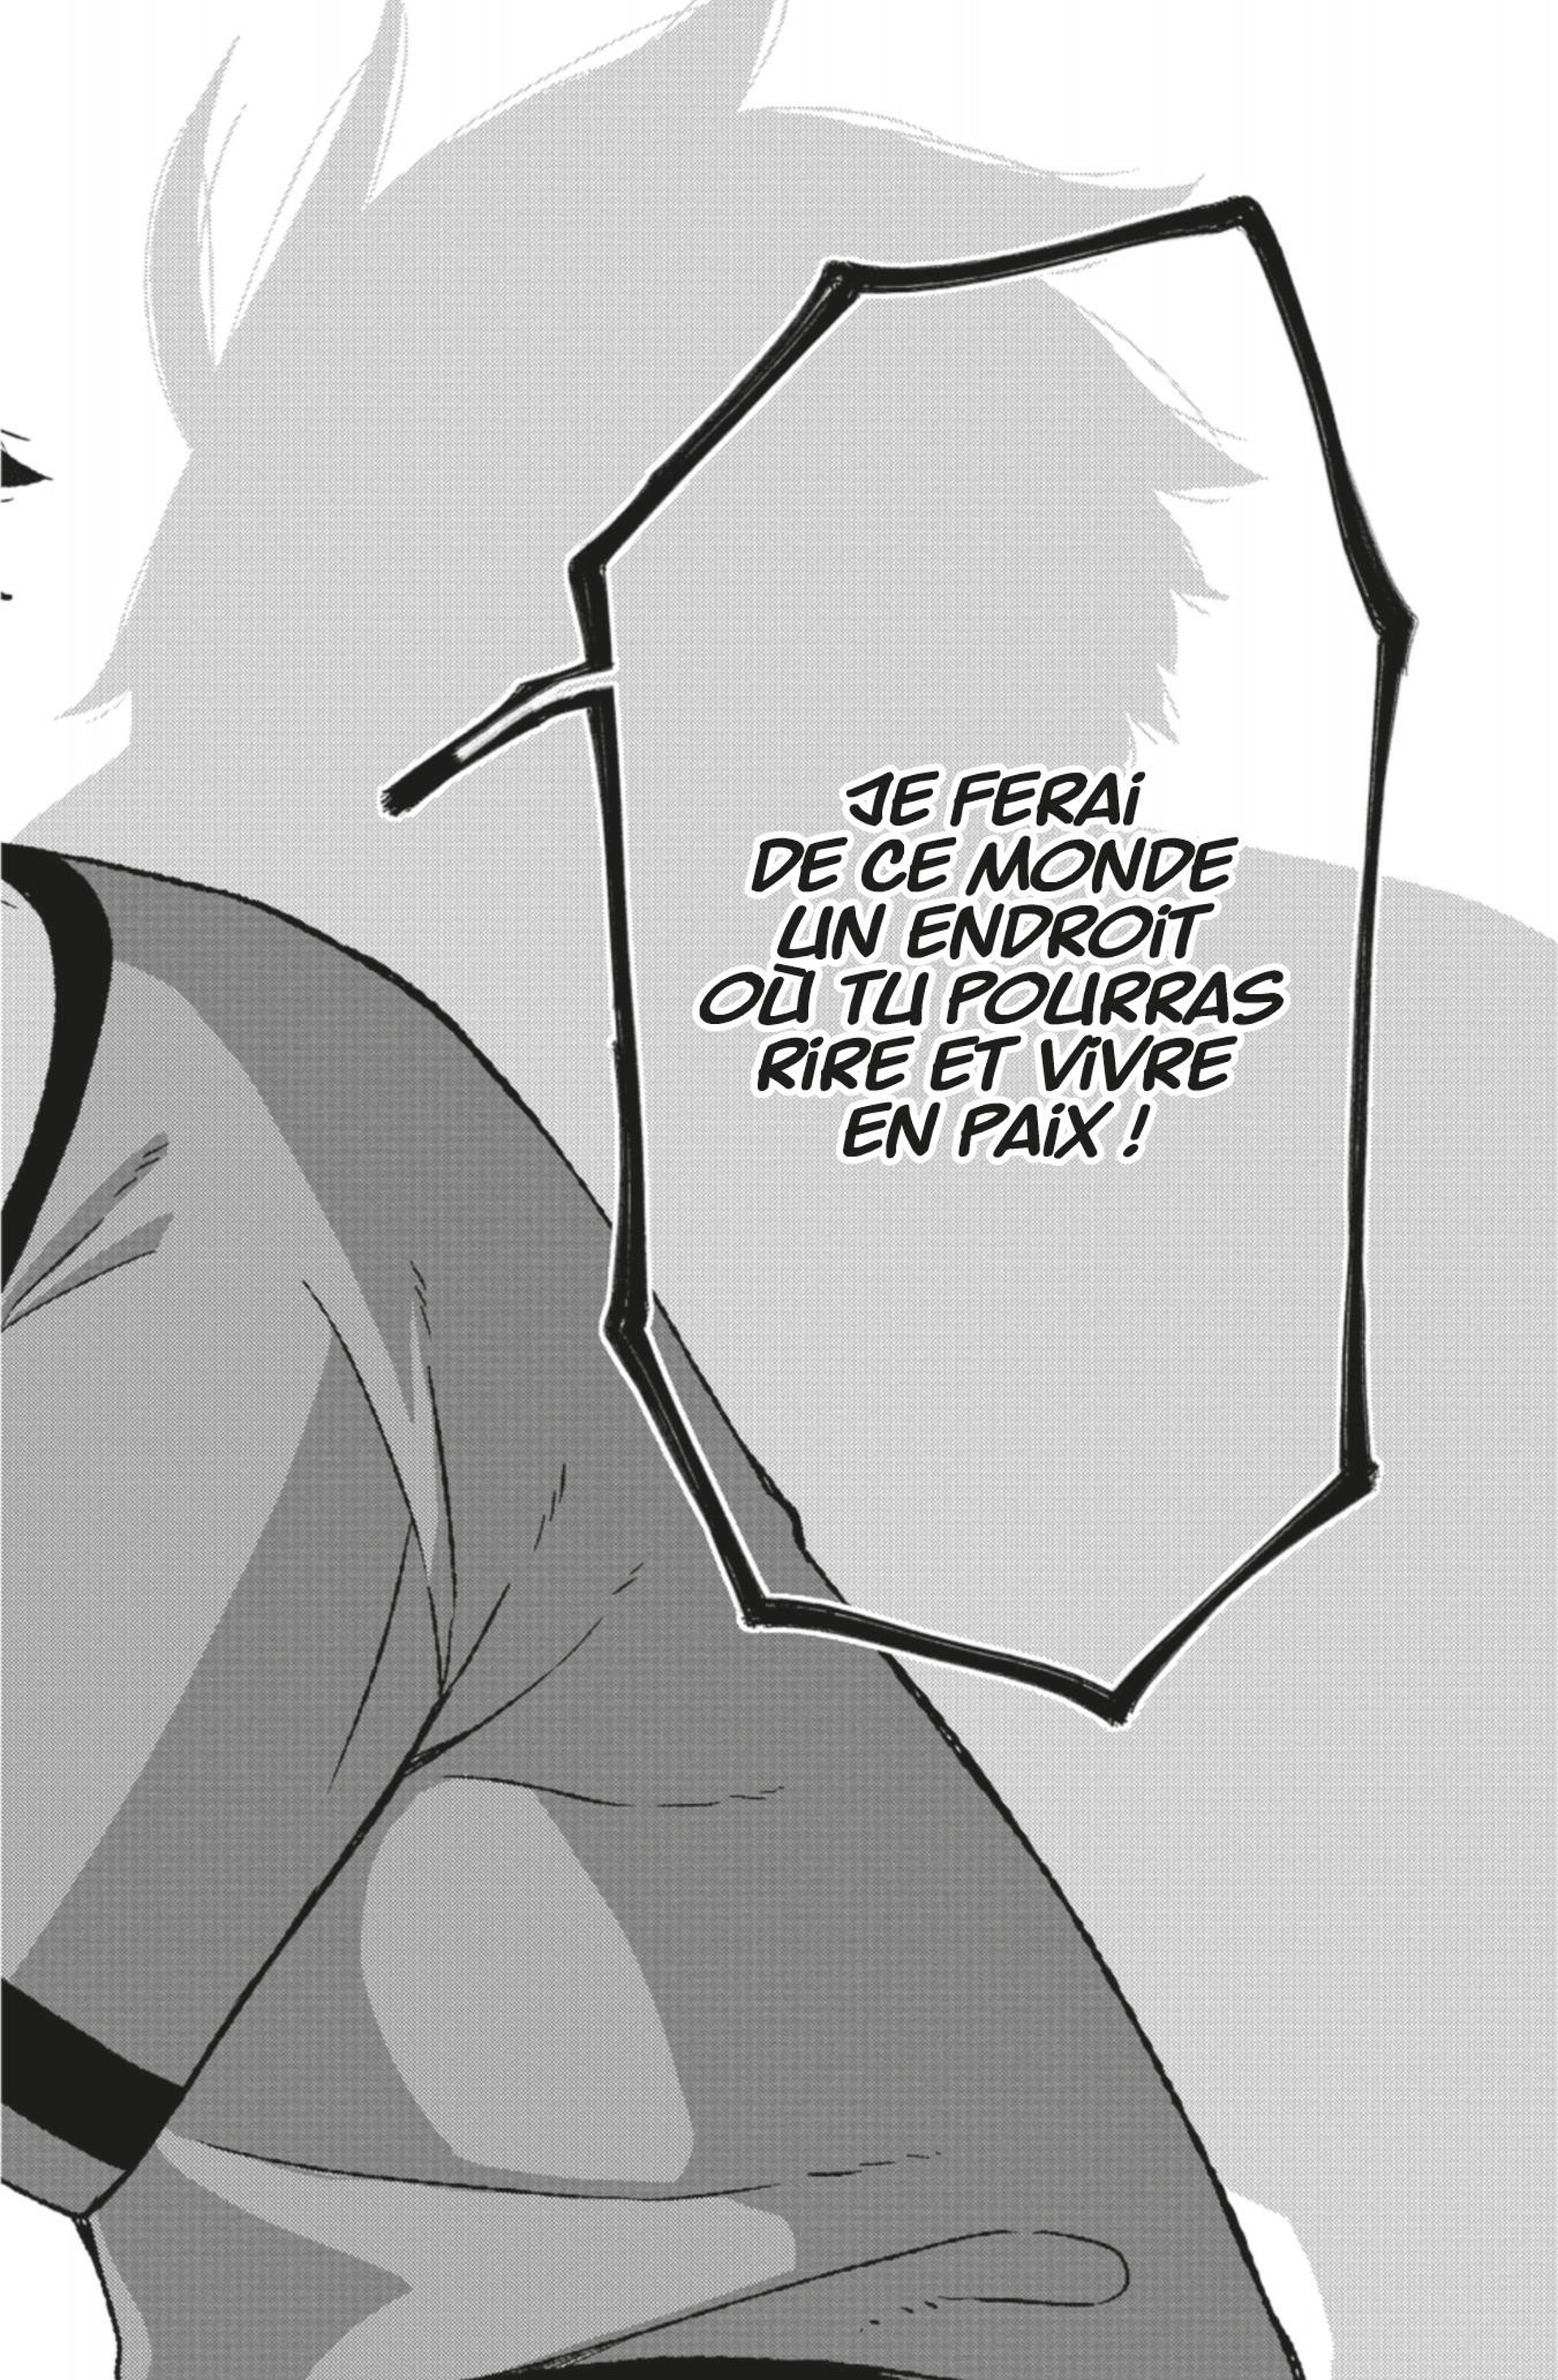 JE FERAI
DE CE MONDE
UN ENDROIT
OÙ TU POURRAS
RIRE ET VIVRE
EN PAIX !